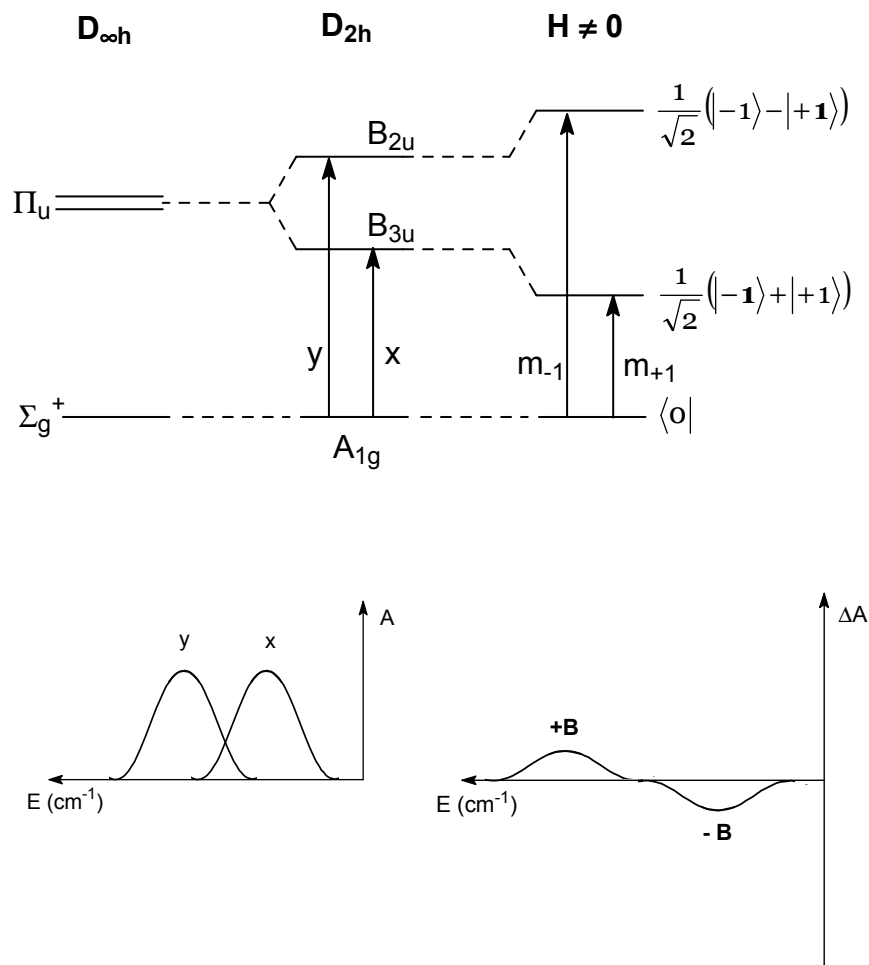 D∞h D2h H ≠ 0
1/√2 (|−1⟩−|+1⟩)
B2u
Πu
B3u
1/√2 (|−1⟩+|+1⟩)
y x m-1 m+1
Σg+ ⟨0|
A1g
A ΔA
y x
+B
E (cm-1) E (cm-1)
- B